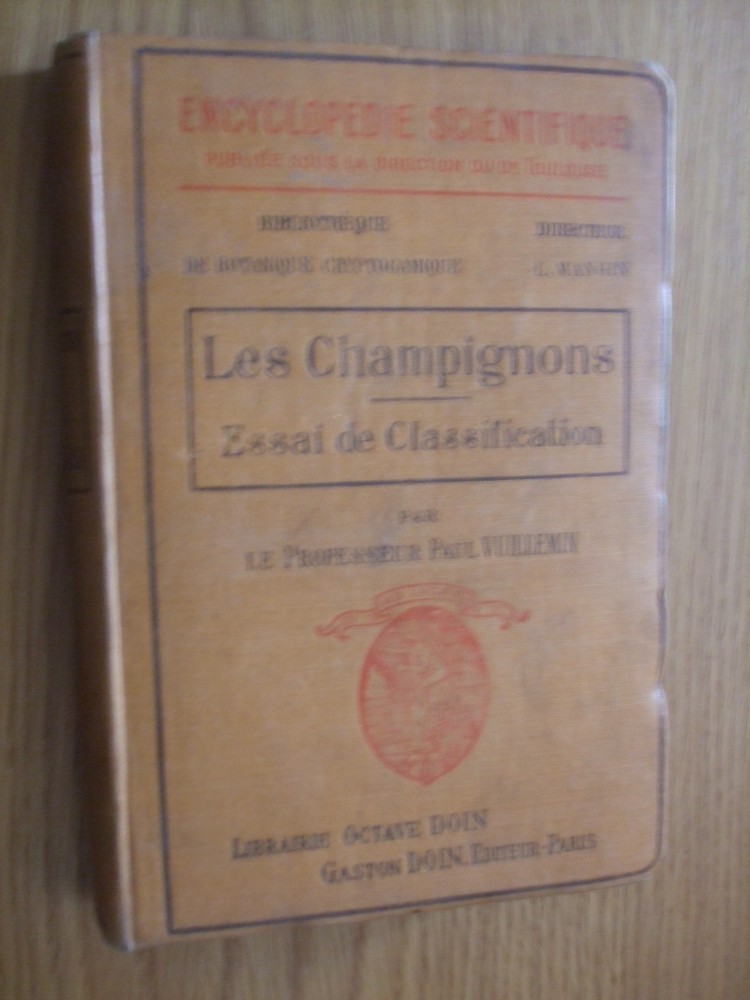 ENCYCLOPÉDIE SCIENTIFIQUE
PUBLIÉE SOUS LA DIRECTION DU DR TOULOUSE
BIBLIOTHÈQUE DIRECTEUR
DE BOTANIQUE CRYPTOGAMIQUE L. MANGIN
Les Champignons
Essai de Classification
PAR
LE PROFESSEUR PAUL VUILLEMIN
LIBRAIRIE OCTAVE DOIN
GASTON DOIN, EDITEUR-PARIS